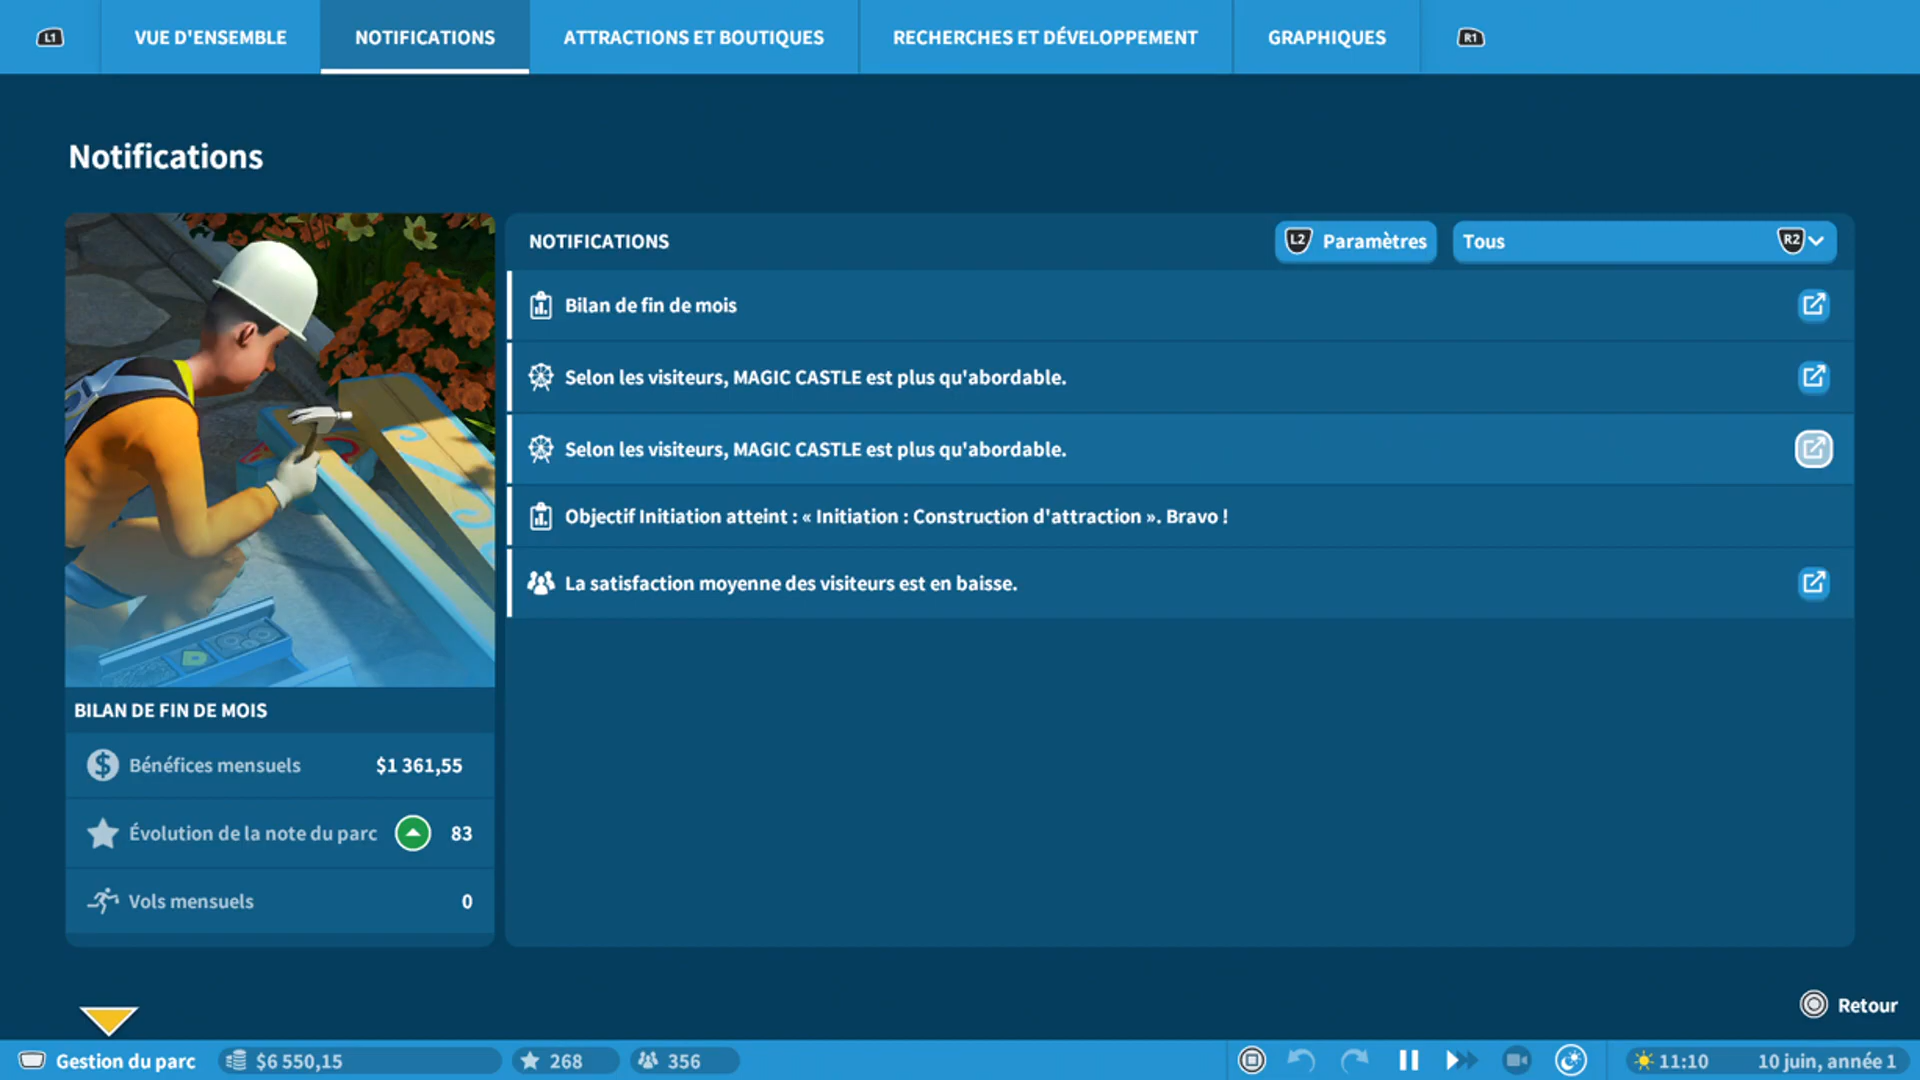 L1
VUE D'ENSEMBLE
NOTIFICATIONS
ATTRACTIONS ET BOUTIQUES
RECHERCHES ET DÉVELOPPEMENT
GRAPHIQUES
R1
Notifications
NOTIFICATIONS
L2 Paramètres
Tous R2
Bilan de fin de mois
Selon les visiteurs, MAGIC CASTLE est plus qu'abordable.
Selon les visiteurs, MAGIC CASTLE est plus qu'abordable.
Objectif Initiation atteint : « Initiation : Construction d'attraction ». Bravo !
La satisfaction moyenne des visiteurs est en baisse.
BILAN DE FIN DE MOIS
Bénéfices mensuels $1 361,55
Évolution de la note du parc 83
Vols mensuels 0
Retour
Gestion du parc
$6 550,15
268
356
11:10
10 juin, année 1